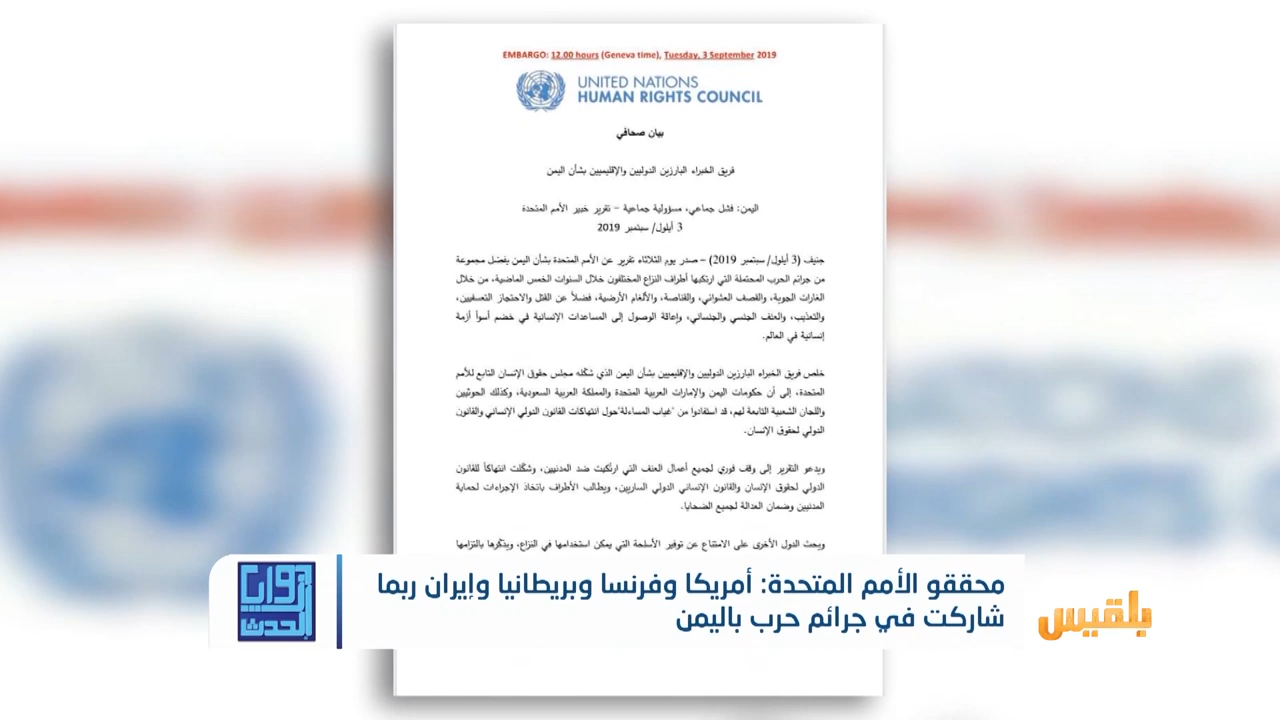 EMBARGO: 12.00 hours (Geneva time), Tuesday, 3 September 2019
UNITED NATIONS
HUMAN RIGHTS COUNCIL
بيان صحافي
فريق الخبراء البارزين الدوليين والإقليميين بشأن اليمن
اليمن: فشل جماعي، مسؤولية جماعية – تقرير خبير الأمم المتحدة
3 أيلول/ سبتمبر 2019
جنيف (3 أيلول/ سبتمبر 2019) – صدر يوم الثلاثاء تقرير عن الأمم المتحدة بشأن اليمن يفصّل مجموعة
من جرائم الحرب المحتملة التي ارتكبها أطراف النزاع المختلفون خلال السنوات الخمس الماضية، من خلال
الغارات الجوية، والقصف العشوائي، والقناصة، والألغام الأرضية، فضلاً عن القتل والاحتجاز التعسفيين،
والتعذيب، والعنف الجنسي والجنساني، وإعاقة الوصول إلى المساعدات الإنسانية في خضم أسوأ أزمة
إنسانية في العالم.
خلص فريق الخبراء البارزين الدوليين والإقليميين بشأن اليمن الذي شكّله مجلس حقوق الإنسان التابع للأمم
المتحدة، إلى أن حكومات اليمن والإمارات العربية المتحدة والمملكة العربية السعودية، وكذلك الحوثيين
واللجان الشعبية التابعة لهم، قد استفادوا من "غياب المساءلة"حول انتهاكات القانون الدولي الإنساني والقانون
الدولي لحقوق الإنسان.
ويدعو التقرير إلى وقف فوري لجميع أعمال العنف التي ارتُكبت ضد المدنيين، وشكّلت انتهاكاً للقانون
الدولي لحقوق الإنسان والقانون الإنساني الدولي الساريين، ويطالب الأطراف باتخاذ الإجراءات لحماية
المدنيين وضمان العدالة لجميع الضحايا.
ويحث الدول الأخرى على الامتناع عن توفير الأسلحة التي يمكن استخدامها في النزاع، ويذكّرها بالتزامها
محققو الأمم المتحدة: أمريكا وفرنسا وبريطانيا وإيران ربما
شاركت في جرائم حرب باليمن
أبواب
الحدث
بلقيس